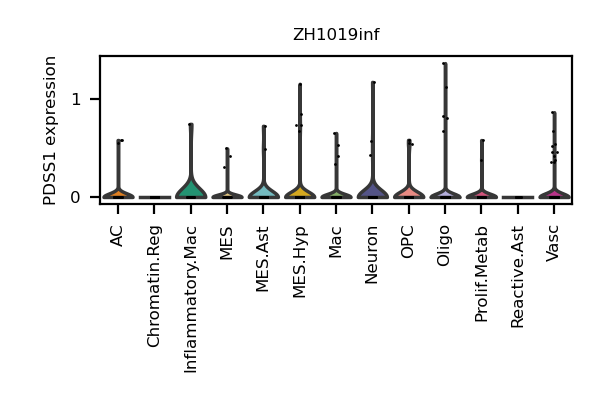 ZH1019inf
PDSS1 expression
1
0
AC
Chromatin.Reg
Inflammatory.Mac
MES
MES.Ast
MES.Hyp
Mac
Neuron
OPC
Oligo
Prolif.Metab
Reactive.Ast
Vasc